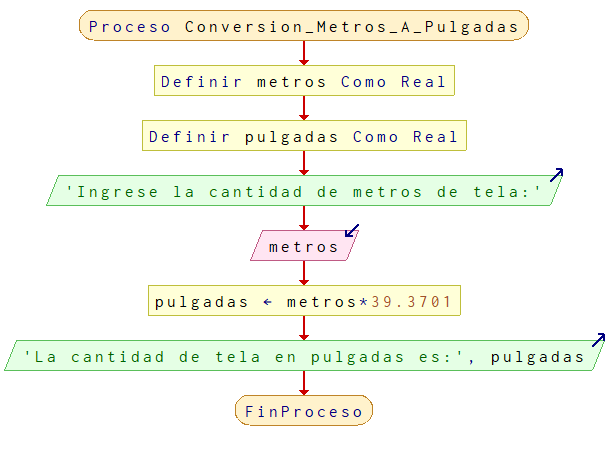 Proceso Conversion_Metros_A_Pulgadas
Definir metros Como Real
Definir pulgadas Como Real
'Ingrese la cantidad de metros de tela:'
metros
pulgadas ← metros*39.3701
'La cantidad de tela en pulgadas es:', pulgadas
FinProceso